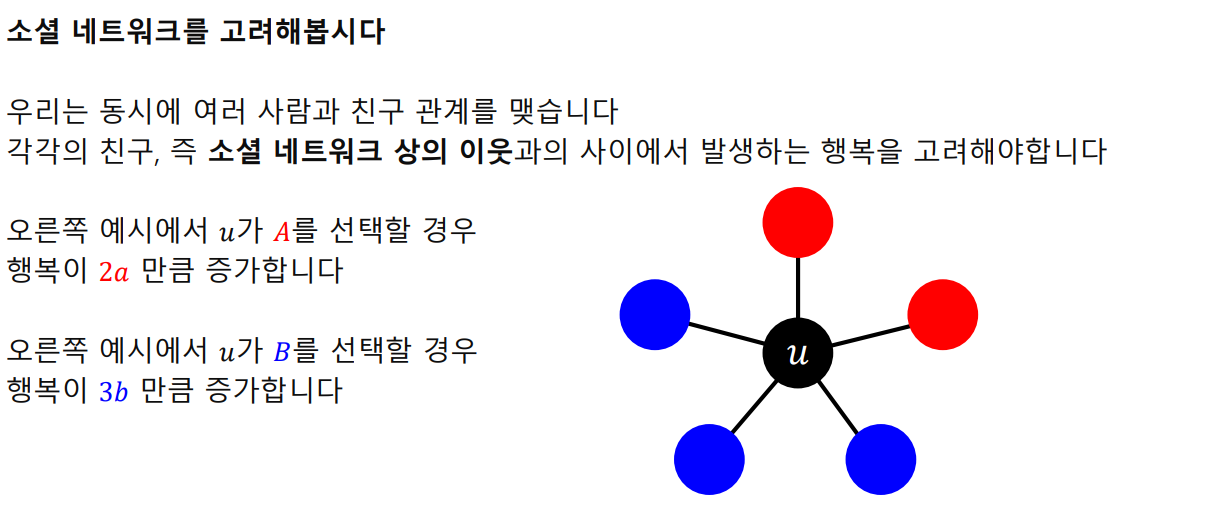 소셜 네트워크를 고려해봅시다
우리는 동시에 여러 사람과 친구 관계를 맺습니다
각각의 친구, 즉 소셜 네트워크 상의 이웃과의 사이에서 발생하는 행복을 고려해야합니다
오른쪽 예시에서 u가 A를 선택할 경우
행복이 2a 만큼 증가합니다
오른쪽 예시에서 u가 B를 선택할 경우
행복이 3b 만큼 증가합니다
u